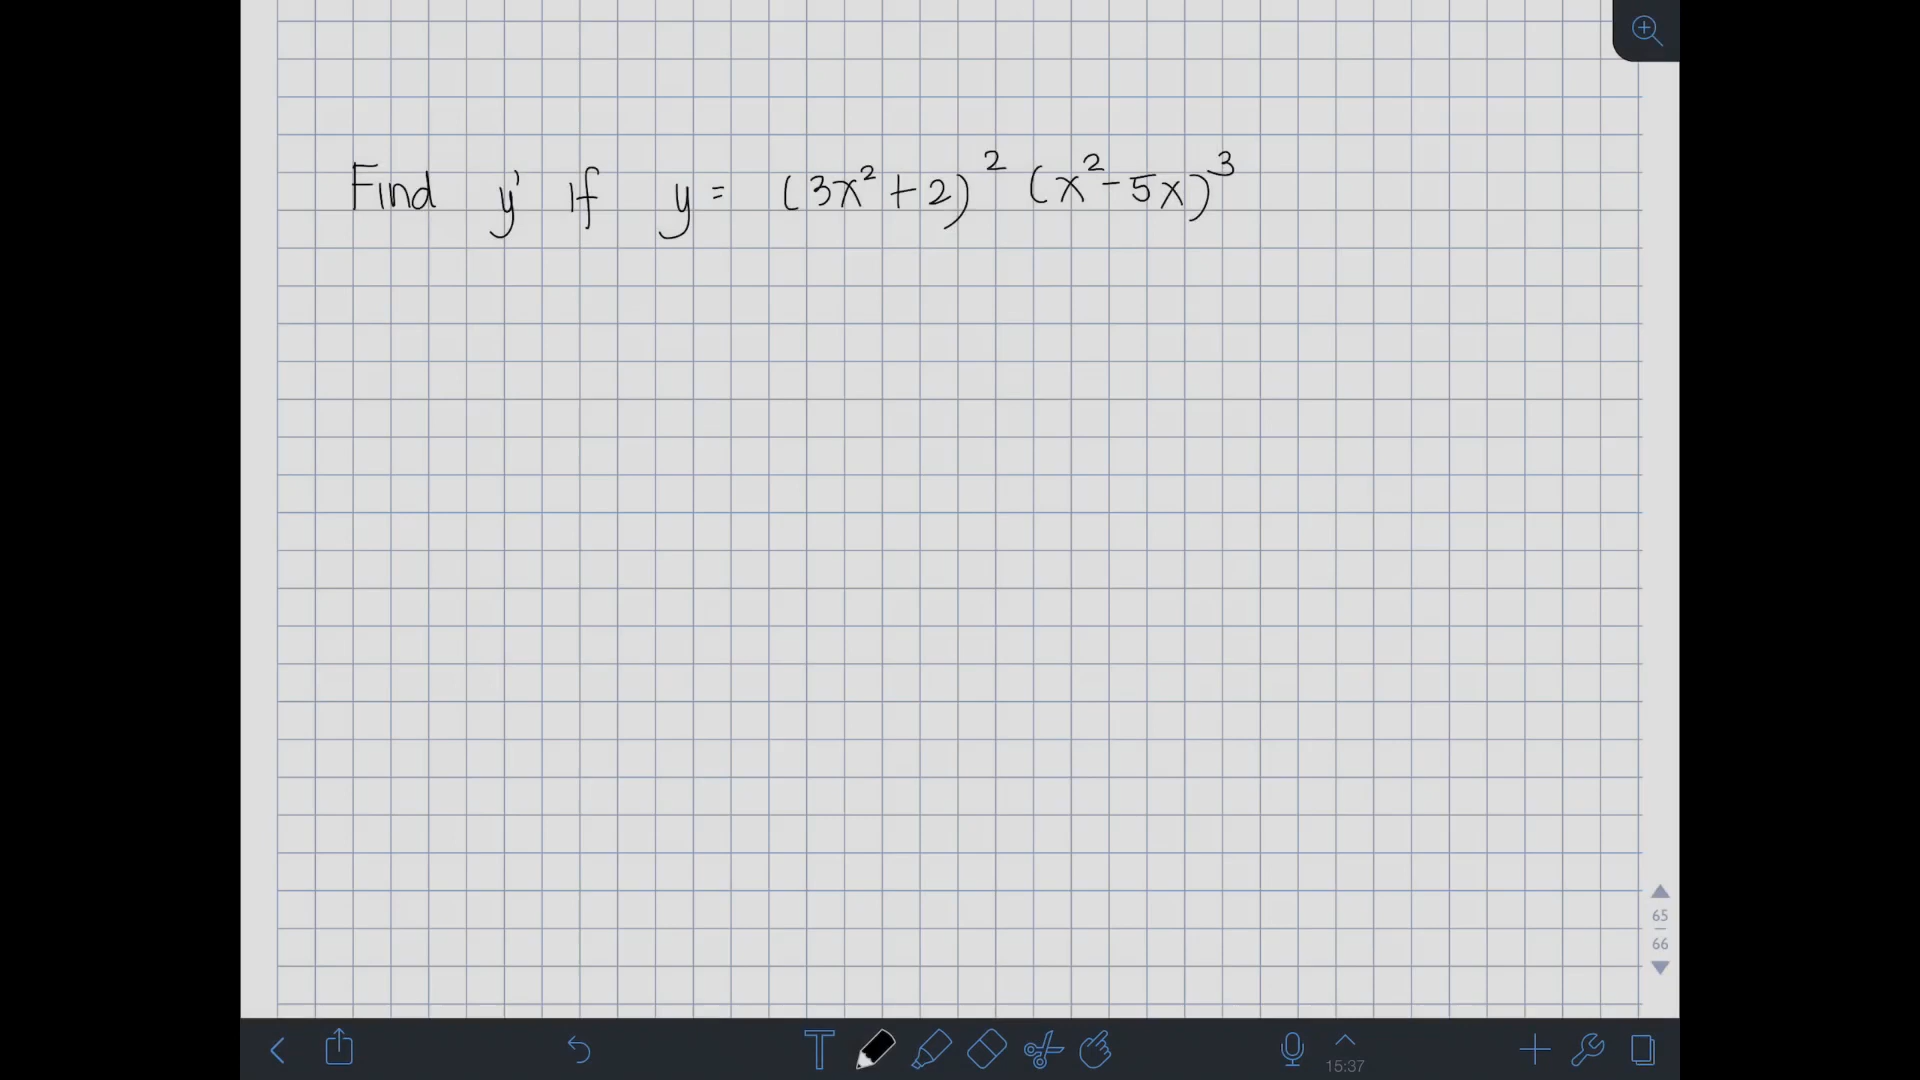 Find y' if y = (3x² + 2)² (x² - 5x)³
65
66
15:37